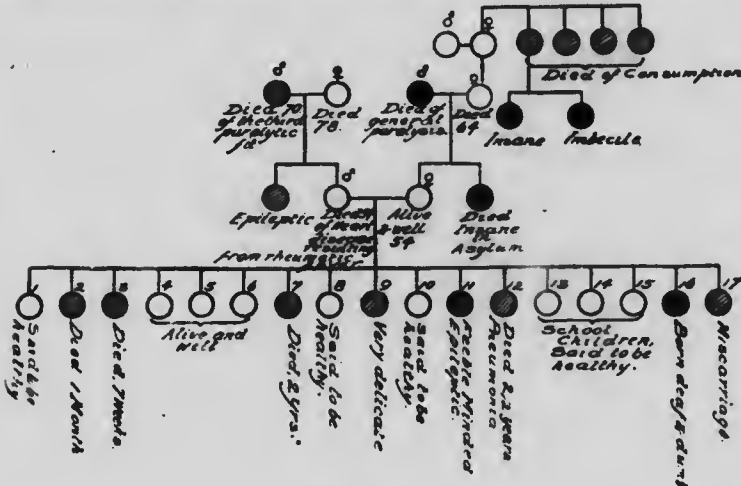 ♂ ♀
Died of Consumption
Insane
Imbecile
♂ ♀
Died 70
of the third
paralytic
Died
78.
♂ ♀
Died of
general
paralysis
Died
64
♂ ♀
Epileptic
Died
of Heart
disease
resulting
from rheumatic
Alive
& well
54
Died
Insane
in
Asylum
1 2 3 4 5 6 7 8 9 10 11 12 13 14 15 16 17
Said to be
healthy
Died 1 Month
Died 7 Weeks.
Alive and
Well
Died 2 yrs.
Said to be
healthy.
Very delicate
Said to be
healthy.
Feeble Minded
Epileptic.
Died 2 1/2 years
Pneumonia
School
Children,
Said to be
healthy.
Born deaf & dumb
Miscarriage.